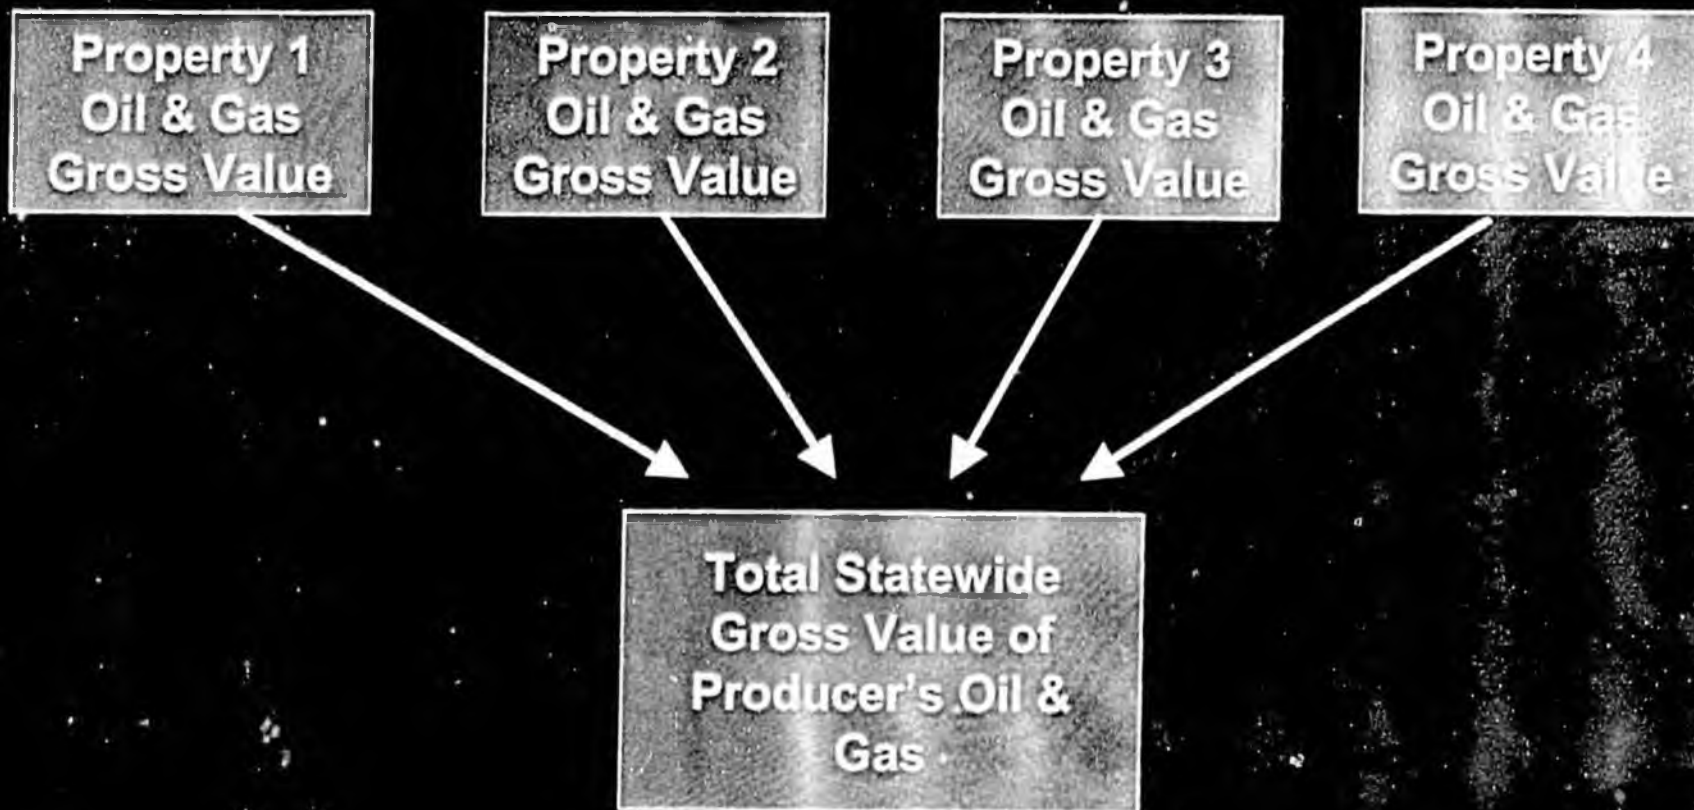 Property 1
Oil & Gas
Gross Value
Property 2
Oil & Gas
Gross Value
Property 3
Oil & Gas
Gross Value
Property 4
Oil & Gas
Gross Value
Total Statewide
Gross Value of
Producer's Oil &
Gas